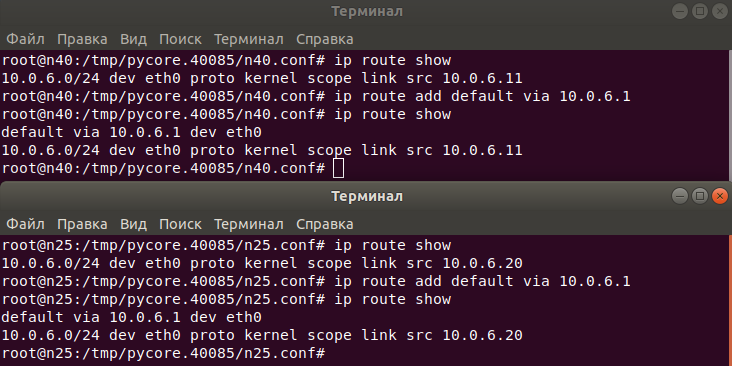 Терминал
Файл Правка Вид Поиск Терминал Справка
root@n40:/tmp/pycore.40085/n40.conf# ip route show
10.0.6.0/24 dev eth0 proto kernel scope link src 10.0.6.11
root@n40:/tmp/pycore.40085/n40.conf# ip route add default via 10.0.6.1
root@n40:/tmp/pycore.40085/n40.conf# ip route show
default via 10.0.6.1 dev eth0
10.0.6.0/24 dev eth0 proto kernel scope link src 10.0.6.11
root@n40:/tmp/pycore.40085/n40.conf#
Терминал
Файл Правка Вид Поиск Терминал Справка
root@n25:/tmp/pycore.40085/n25.conf# ip route show
10.0.6.0/24 dev eth0 proto kernel scope link src 10.0.6.20
root@n25:/tmp/pycore.40085/n25.conf# ip route add default via 10.0.6.1
root@n25:/tmp/pycore.40085/n25.conf# ip route show
default via 10.0.6.1 dev eth0
10.0.6.0/24 dev eth0 proto kernel scope link src 10.0.6.20
root@n25:/tmp/pycore.40085/n25.conf#